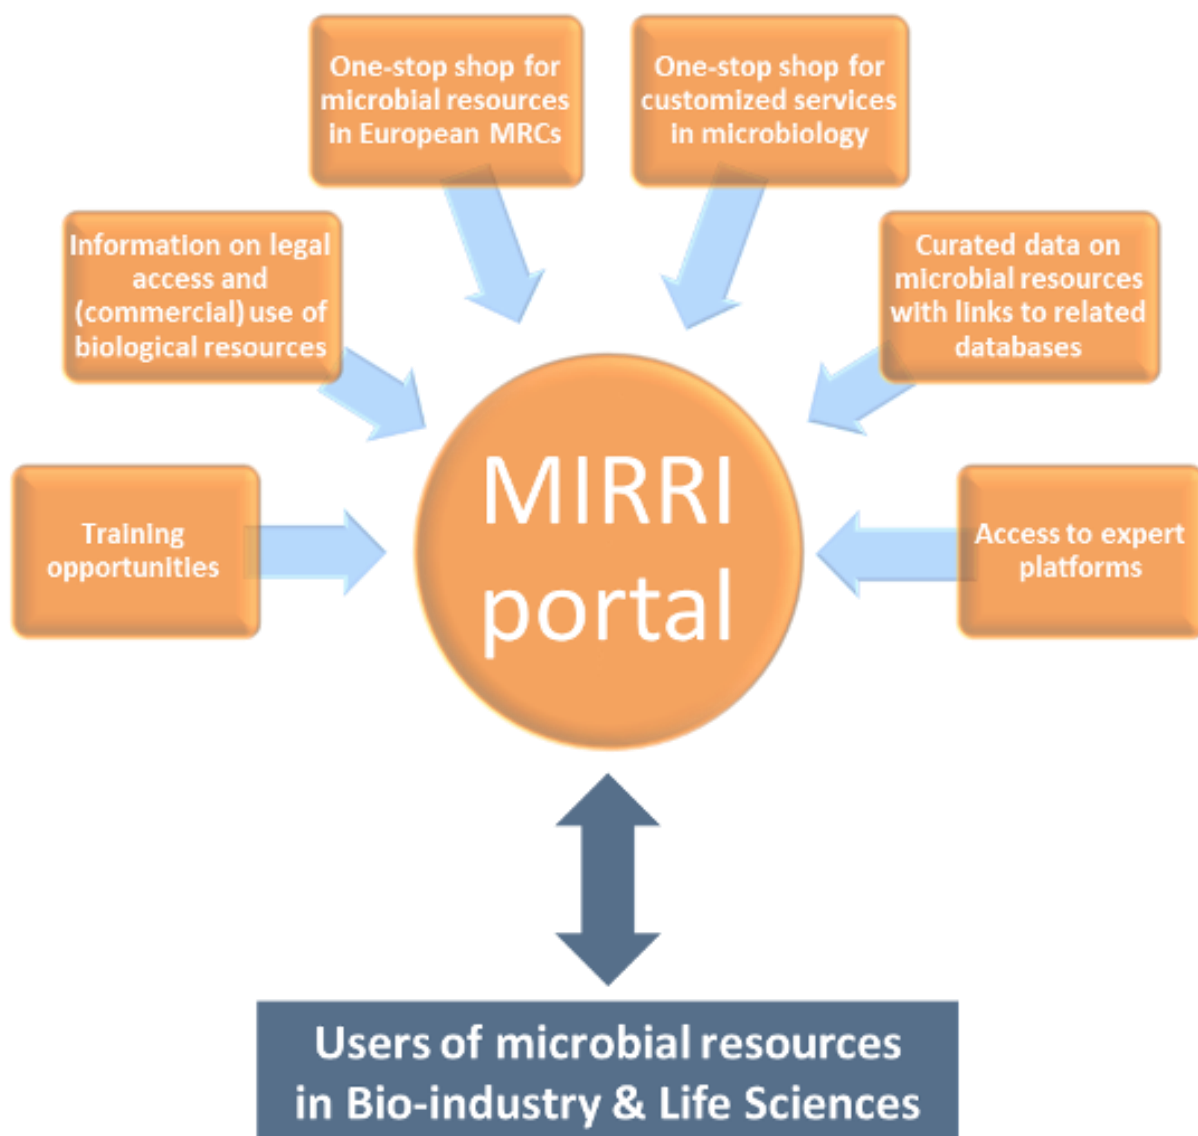 One-stop shop for
microbial resources
in European MRCs
One-stop shop for
customized services
in microbiology
Information on legal
access and
(commercial) use of
biological resources
Curated data on
microbial resources
with links to related
databases
Training
opportunities
MIRRI
portal
Access to expert
platforms
Users of microbial resources
in Bio-industry & Life Sciences